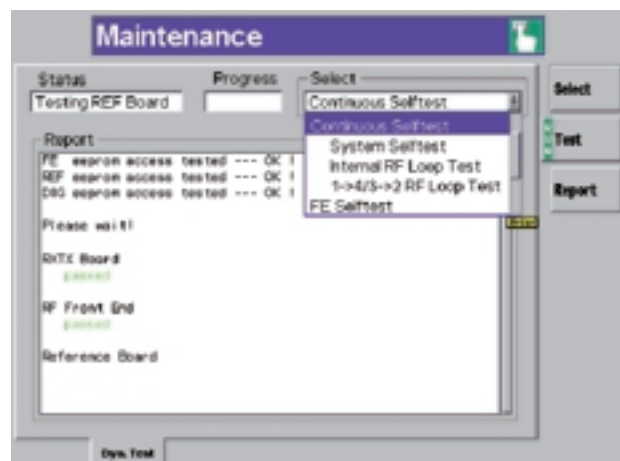 Maintenance
Status
Progress
Select
Testing REF Board
Continuous Selftest
Continuous Selftest
System Selftest
Internal RF Loop Test
1->4/3->2 RF Loop Test
FE Selftest
Report
FE eeprom access tested --- OK !
REF eeprom access tested --- OK !
DIG eeprom access tested --- OK !
Please wait!
RXTX Board
passed
RF Front End
passed
Reference Board
Select
Test
Report
Dyn. Test